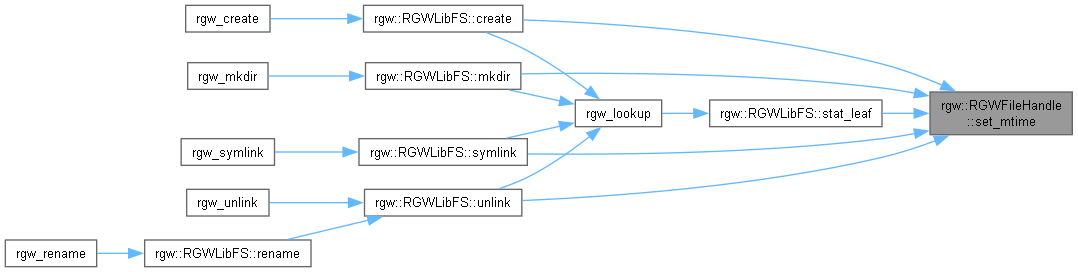 rgw_create
rgw::RGWLibFS::create
rgw_mkdir
rgw::RGWLibFS::mkdir
rgw::RGWFileHandle
::set_mtime
rgw_lookup
rgw::RGWLibFS::stat_leaf
rgw_symlink
rgw::RGWLibFS::symlink
rgw_unlink
rgw::RGWLibFS::unlink
rgw_rename
rgw::RGWLibFS::rename